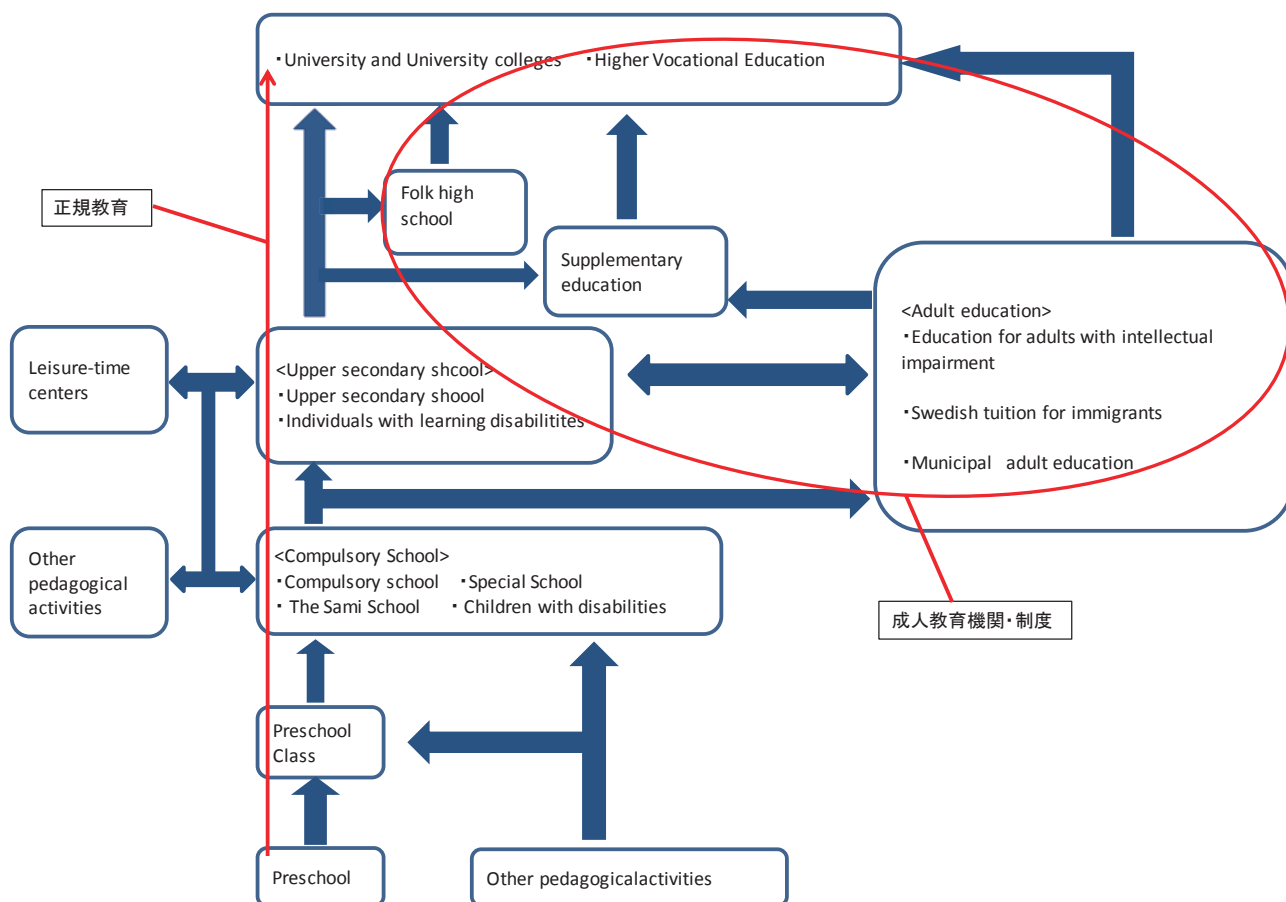 ・University and University colleges ・Higher Vocational Education
正規教育
Folk high
school
Supplementary
education
<Adult education>
・Education for adults with intellectual
impairment
・Swedish tuition for immigrants
・Municipal adult education
Leisure-time
centers
<Upper secondary shcool>
・Upper secondary shoool
・Individuals with learning disabilitites
Other
pedagogical
activities
<Compulsory School>
・Compulsory school ・Special School
・The Sami School ・Children with disabilities
成人教育機関・制度
Preschool
Class
Preschool
Other pedagogicalactivities